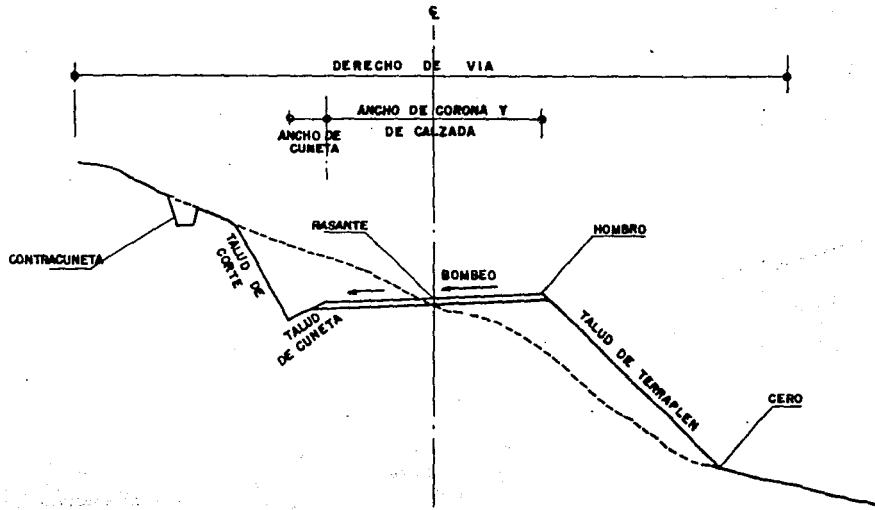 ℄
DERECHO DE VIA
ANCHO DE CORONA Y
DE CALZADA
ANCHO DE
CUNETA
RASANTE
HOMBRO
CONTRACUNETA
TALUD DE
CORTE
BOMBEO
TALUD
DE CUNETA
TALUD DE TERRAPLEN
CERO